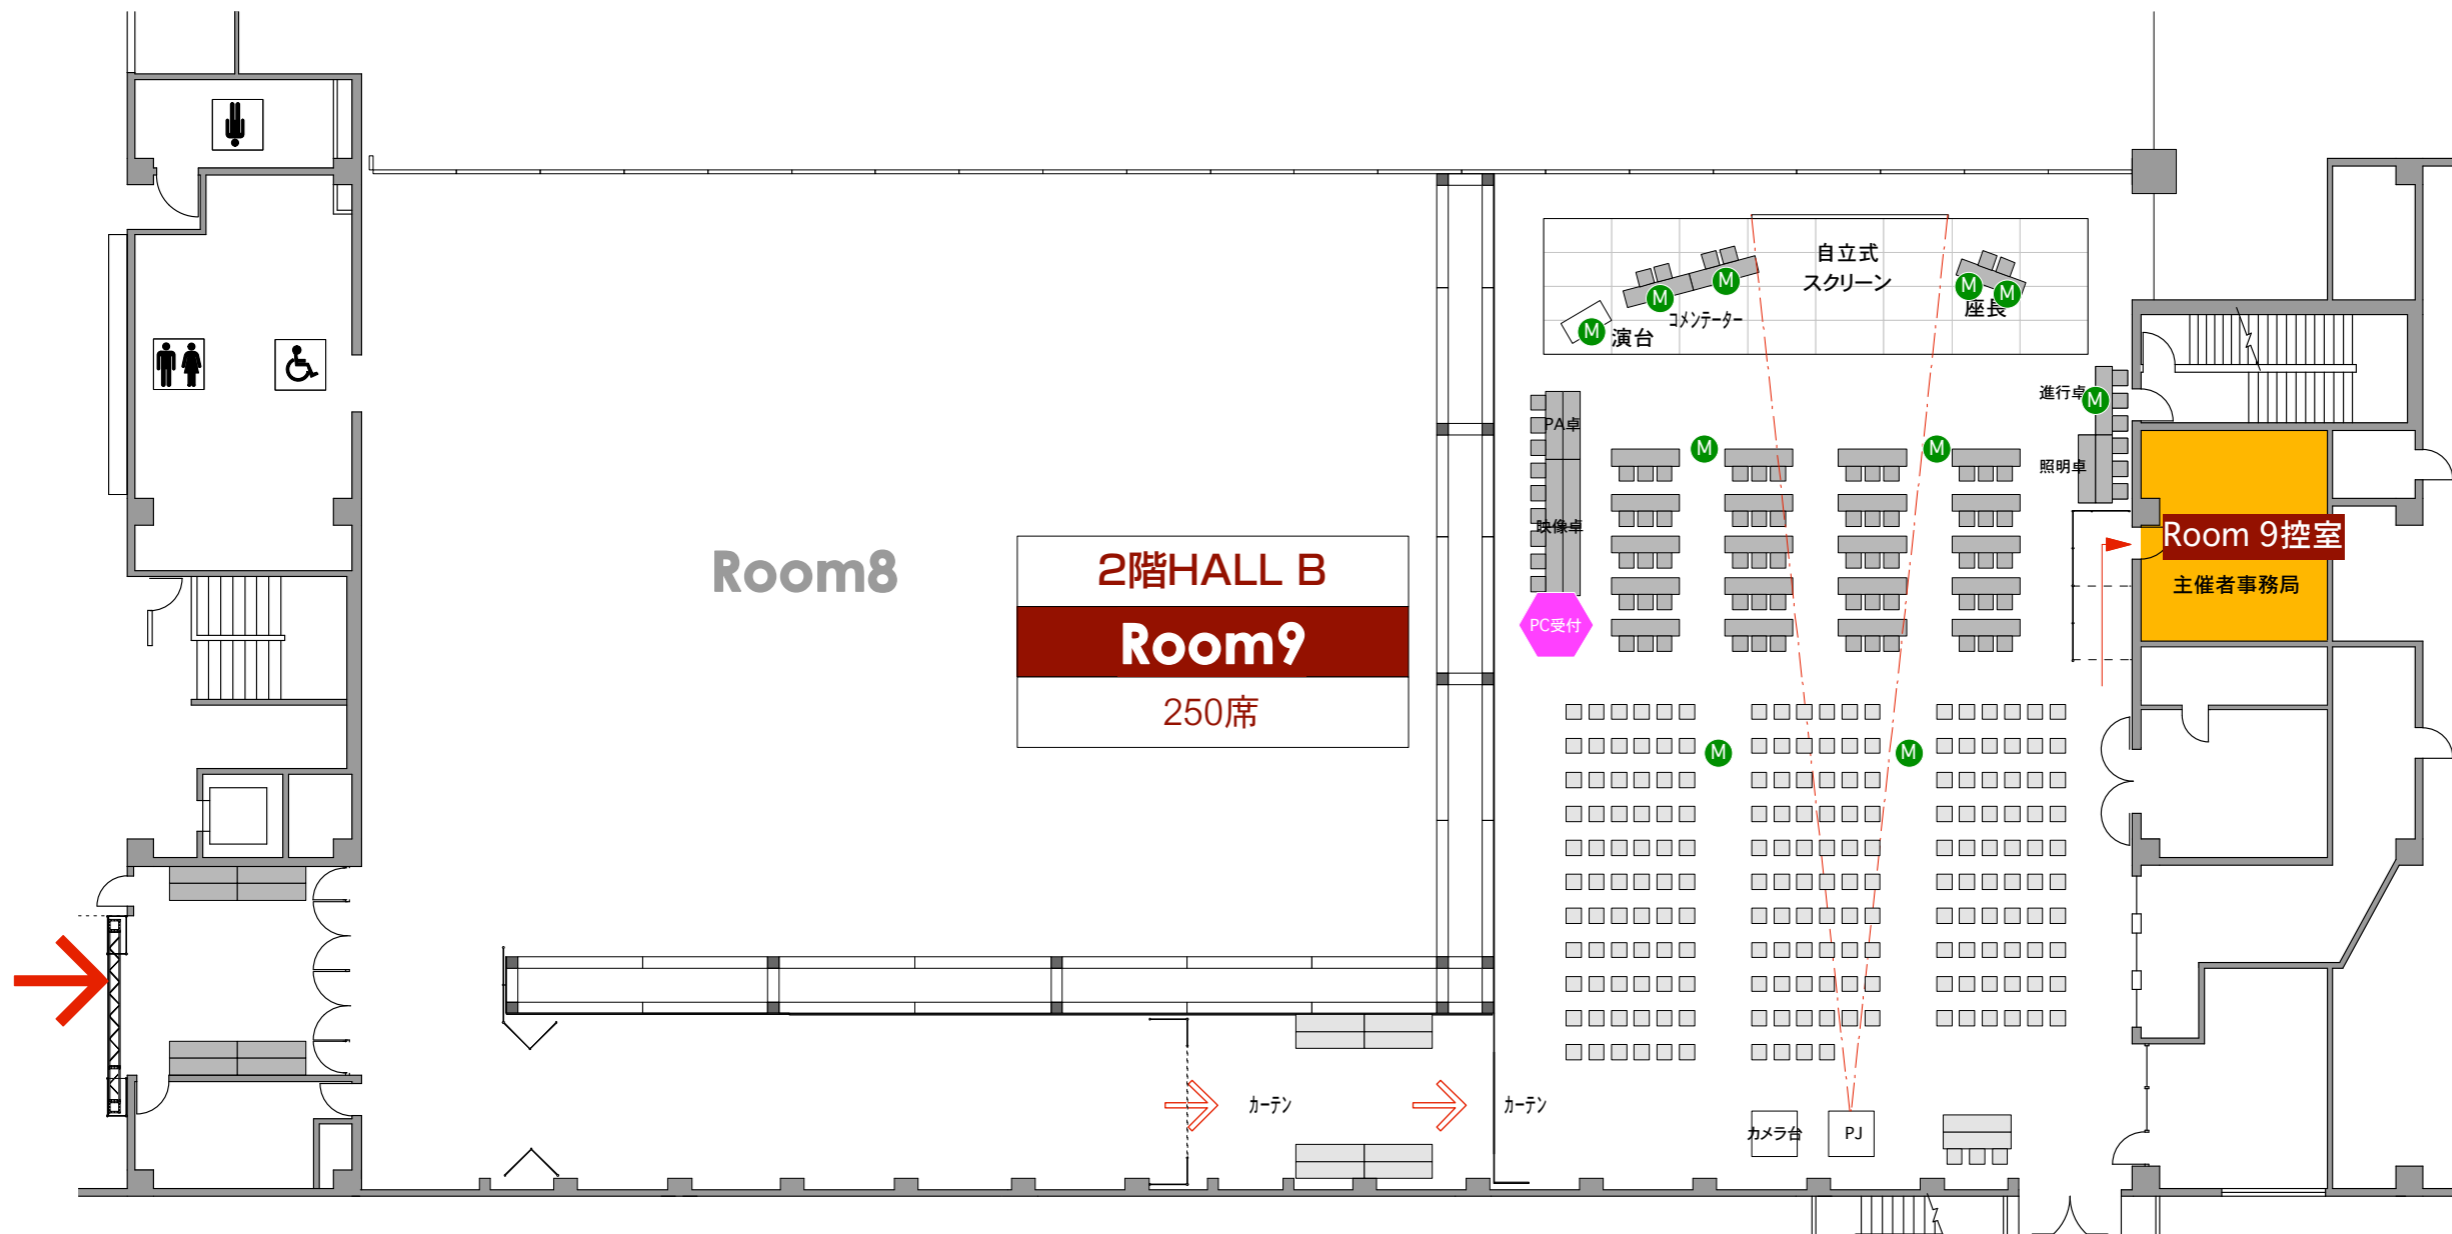 自立式
スクリーン
M
M
M
M
M
コメンテーター
座長
演台
進行卓
M
PA卓
M
M
照明卓
映像卓
Room 9控室
主催者事務局
Room8
2階HALL B
Room9
250席
PC受付
M
M
カーテン
カーテン
カメラ台
PJ